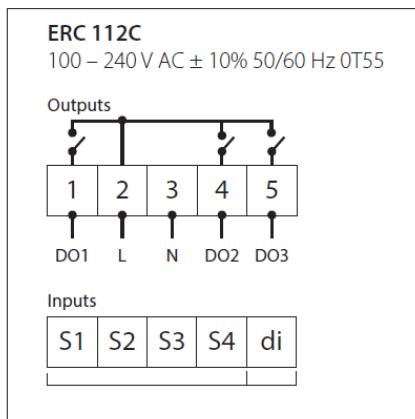 ERC 112C
100 – 240 V AC ± 10% 50/60 Hz 0T55
Outputs
1 2 3 4 5
DO1 L N DO2 DO3
Inputs
S1 S2 S3 S4 di